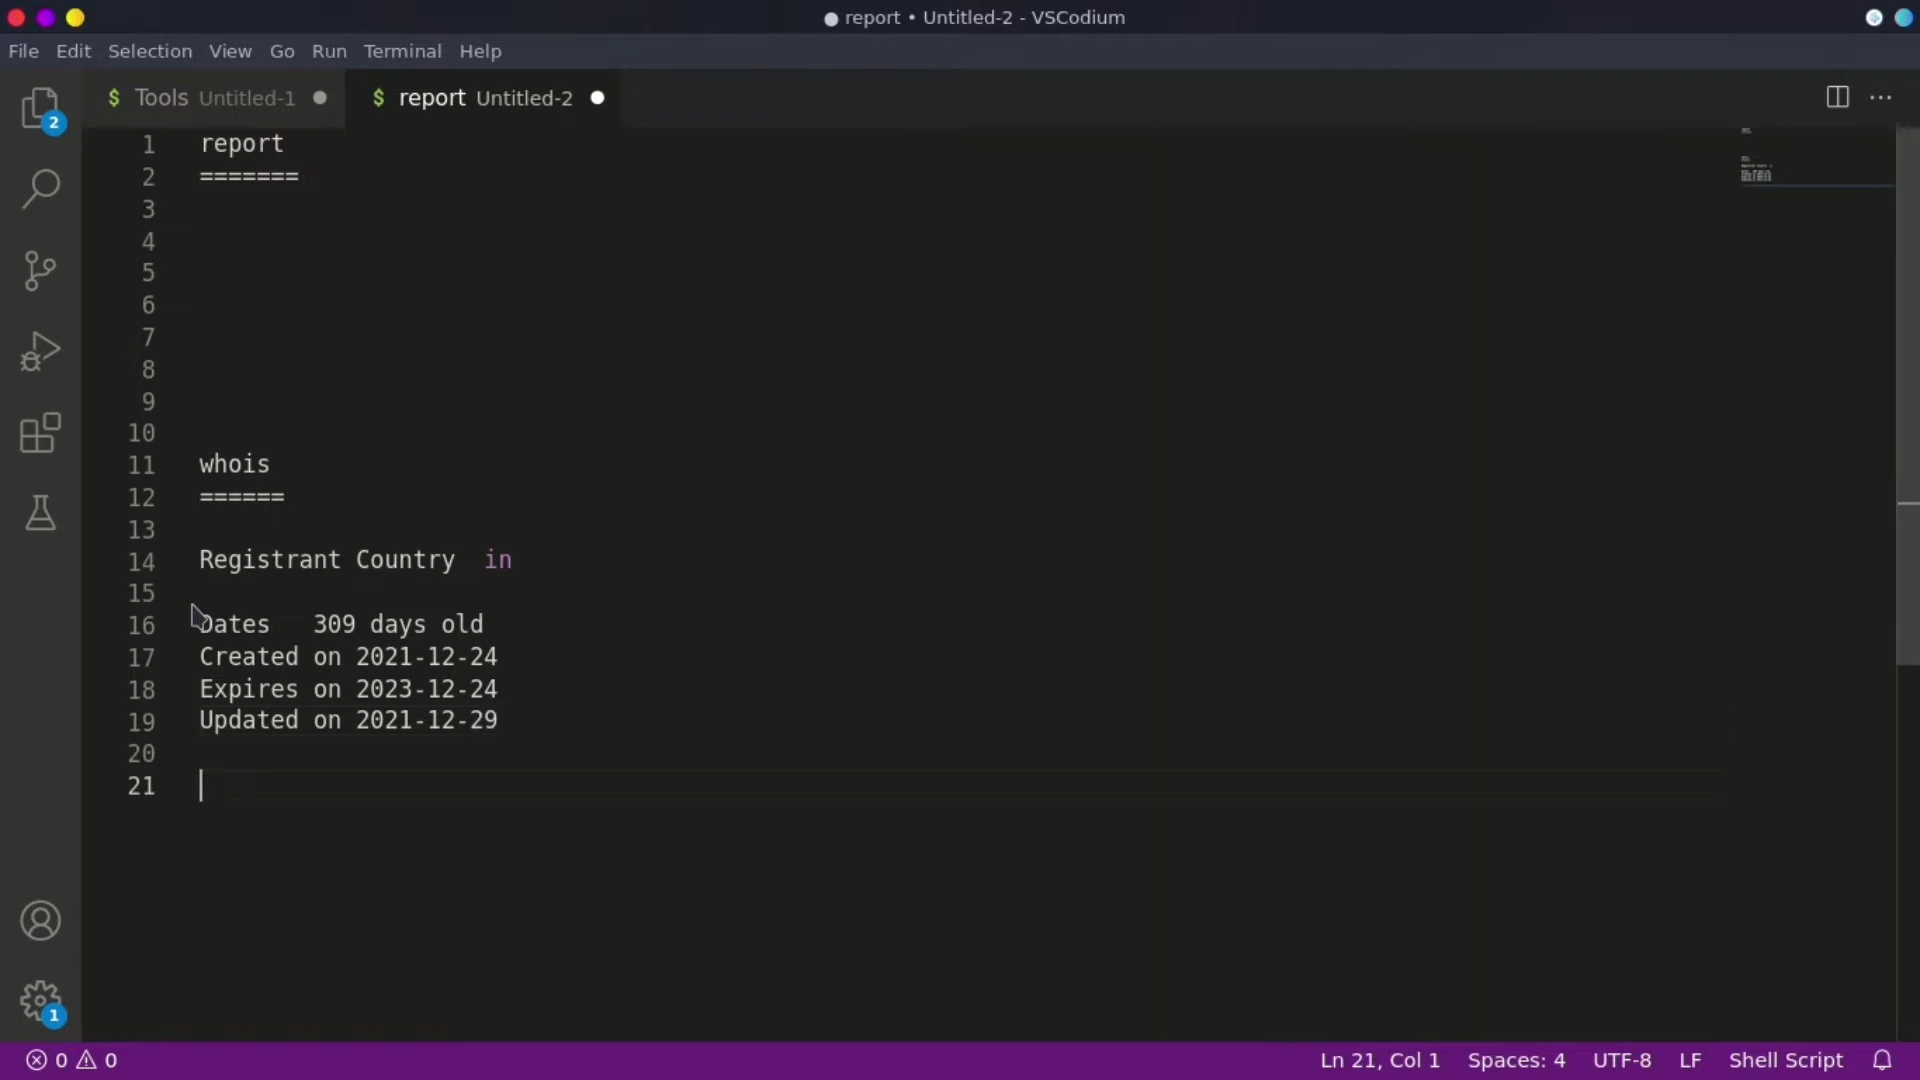 ● report • Untitled-2 - VSCodium
File Edit Selection View Go Run Terminal Help
$ Tools Untitled-1 ● $ report Untitled-2 ●
2
1 report
2 =======
3
4
5
6
7
8
9
10
11 whois
12 ======
13
14 Registrant Country  in
15
16 Dates   309 days old
17 Created on 2021-12-24
18 Expires on 2023-12-24
19 Updated on 2021-12-29
20
21
1
0 0 Ln 21, Col 1 Spaces: 4 UTF-8 LF Shell Script